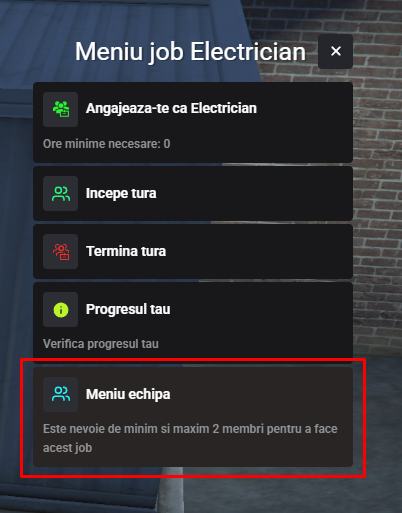 Meniu job Electrician
Angajeaza-te ca Electrician
Ore minime necesare: 0
Incepe tura
Termina tura
Progresul tau
Verifica progresul tau
Meniu echipa
Este nevoie de minim si maxim 2 membri pentru a face
acest job